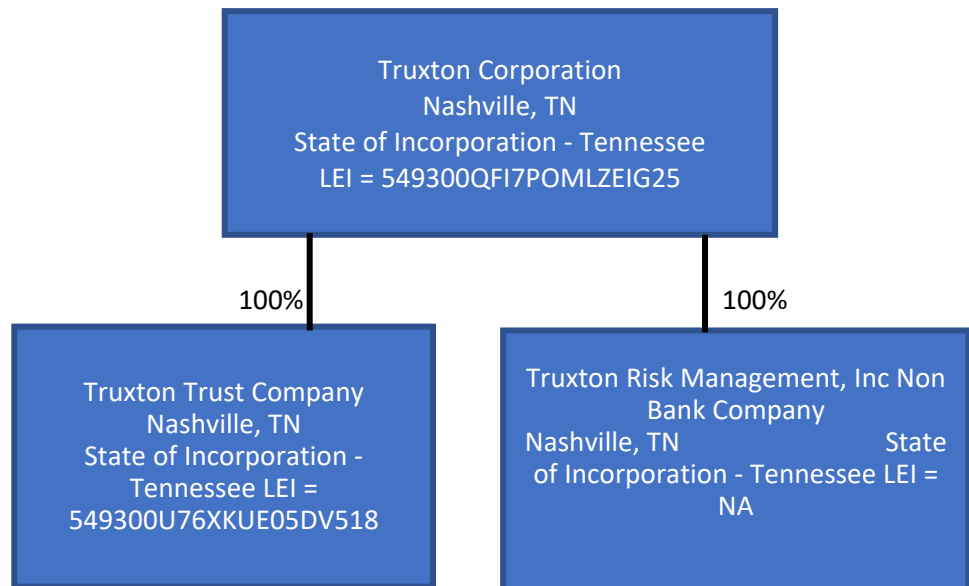 Truxton Corporation
Nashville, TN
State of Incorporation - Tennessee
LEI = 549300QFI7POMLZEIG25
100%
100%
Truxton Trust Company
Nashville, TN
State of Incorporation -
Tennessee LEI =
549300U76XKUE05DV518
Truxton Risk Management, Inc Non
Bank Company
Nashville, TN State
of Incorporation - Tennessee LEI =
NA